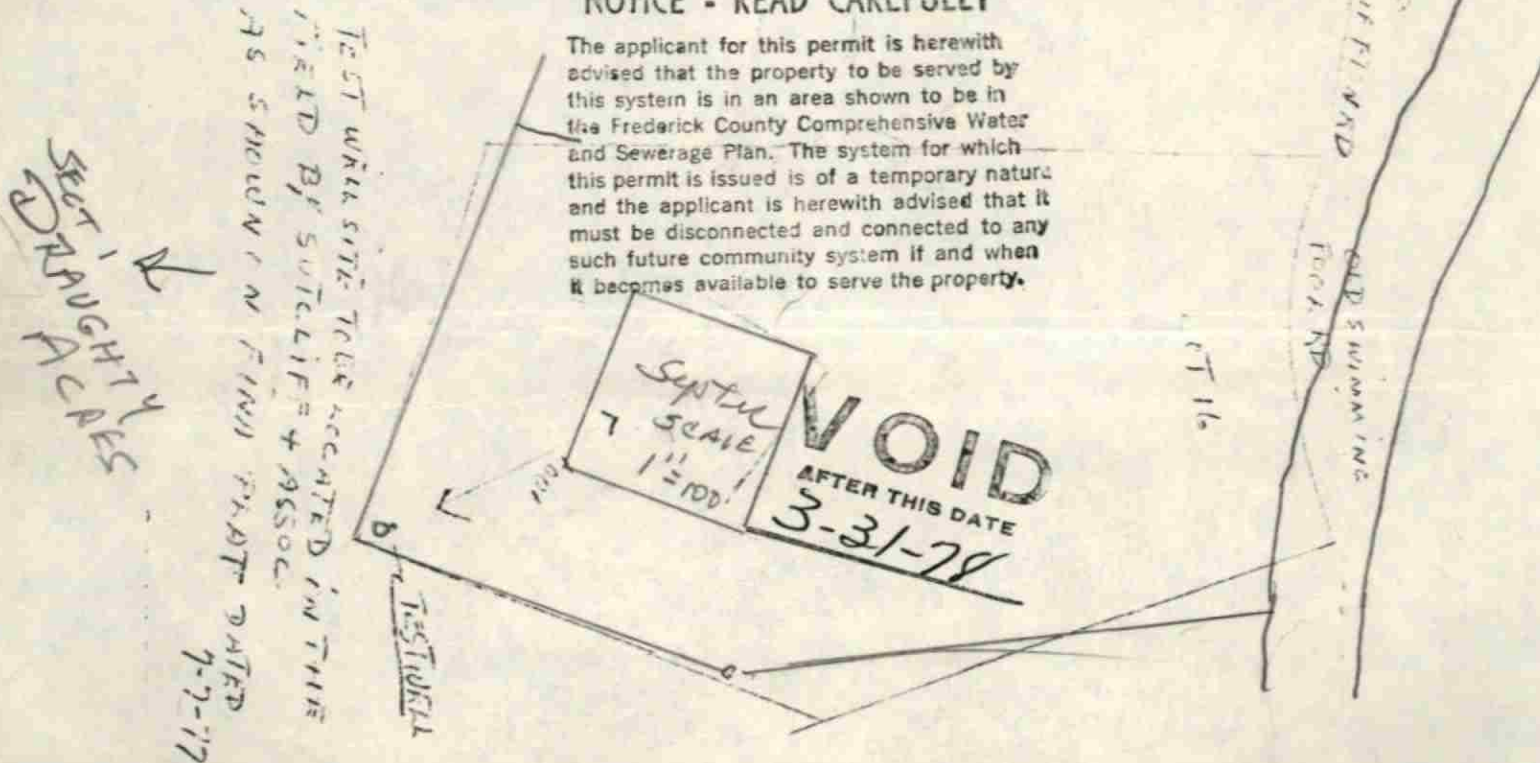 NOTICE - READ CAREFULLY
The applicant for this permit is herewith
advised that the property to be served by
this system is in an area shown to be in
the Frederick County Comprehensive Water
and Sewerage Plan. The system for which
this permit is issued is of a temporary nature
and the applicant is herewith advised that it
must be disconnected and connected to any
such future community system if and when
it becomes available to serve the property.
TEST WELL SITE TO BE LOCATED IN THE
FIELD BY SUTCLIFF + ASSOC.
AS SHOWN ON FINAL PLAT DATED
7-7-77
SECT 1
DRAUGHTY
ACRES
Septic
SCALE
1"=100'
100'
VOID
AFTER THIS DATE
3-31-78
TEST WELL
OLD SWIMMING
POOL RD